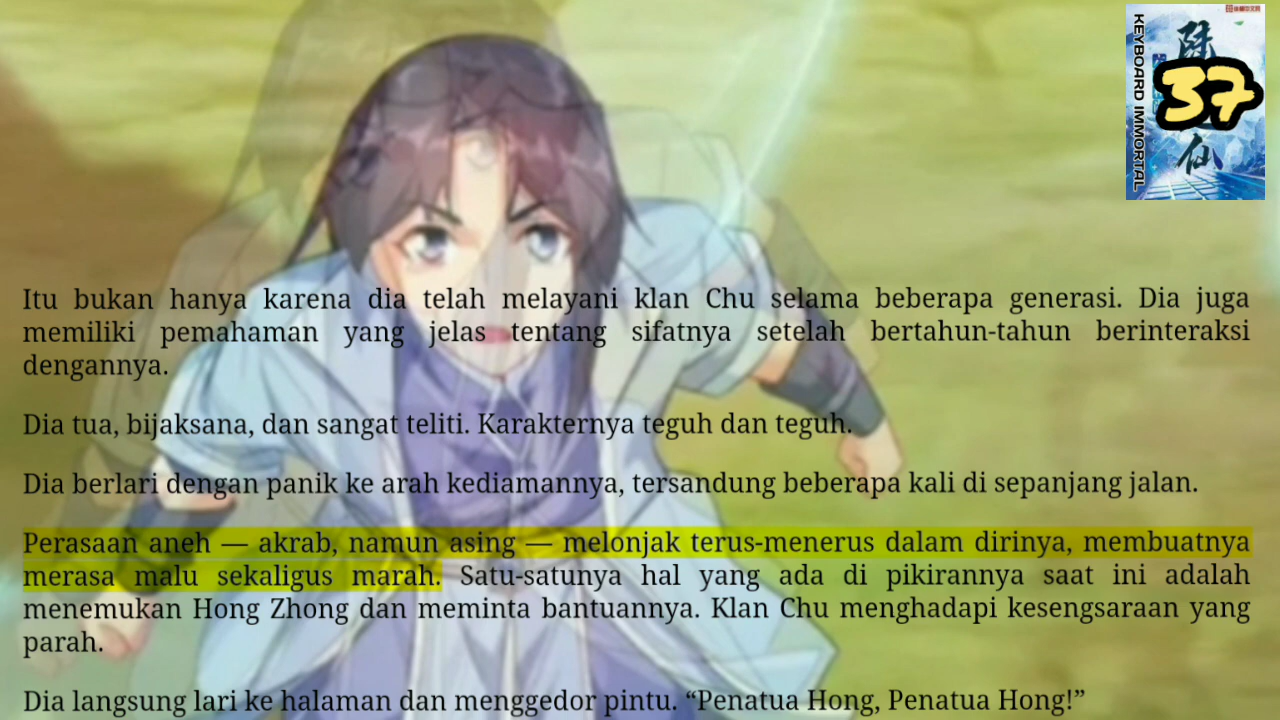 KEYBOARD IMMORTAL
37
仙
Itu bukan hanya karena dia telah melayani klan Chu selama beberapa generasi. Dia juga
memiliki pemahaman yang jelas tentang sifatnya setelah bertahun-tahun berinteraksi
dengannya.
Dia tua, bijaksana, dan sangat teliti. Karakternya teguh dan teguh.
Dia berlari dengan panik ke arah kediamannya, tersandung beberapa kali di sepanjang jalan.
Perasaan aneh — akrab, namun asing — melonjak terus-menerus dalam dirinya, membuatnya
merasa malu sekaligus marah. Satu-satunya hal yang ada di pikirannya saat ini adalah
menemukan Hong Zhong dan meminta bantuannya. Klan Chu menghadapi kesengsaraan yang
parah.
Dia langsung lari ke halaman dan menggedor pintu. “Penatua Hong, Penatua Hong!”